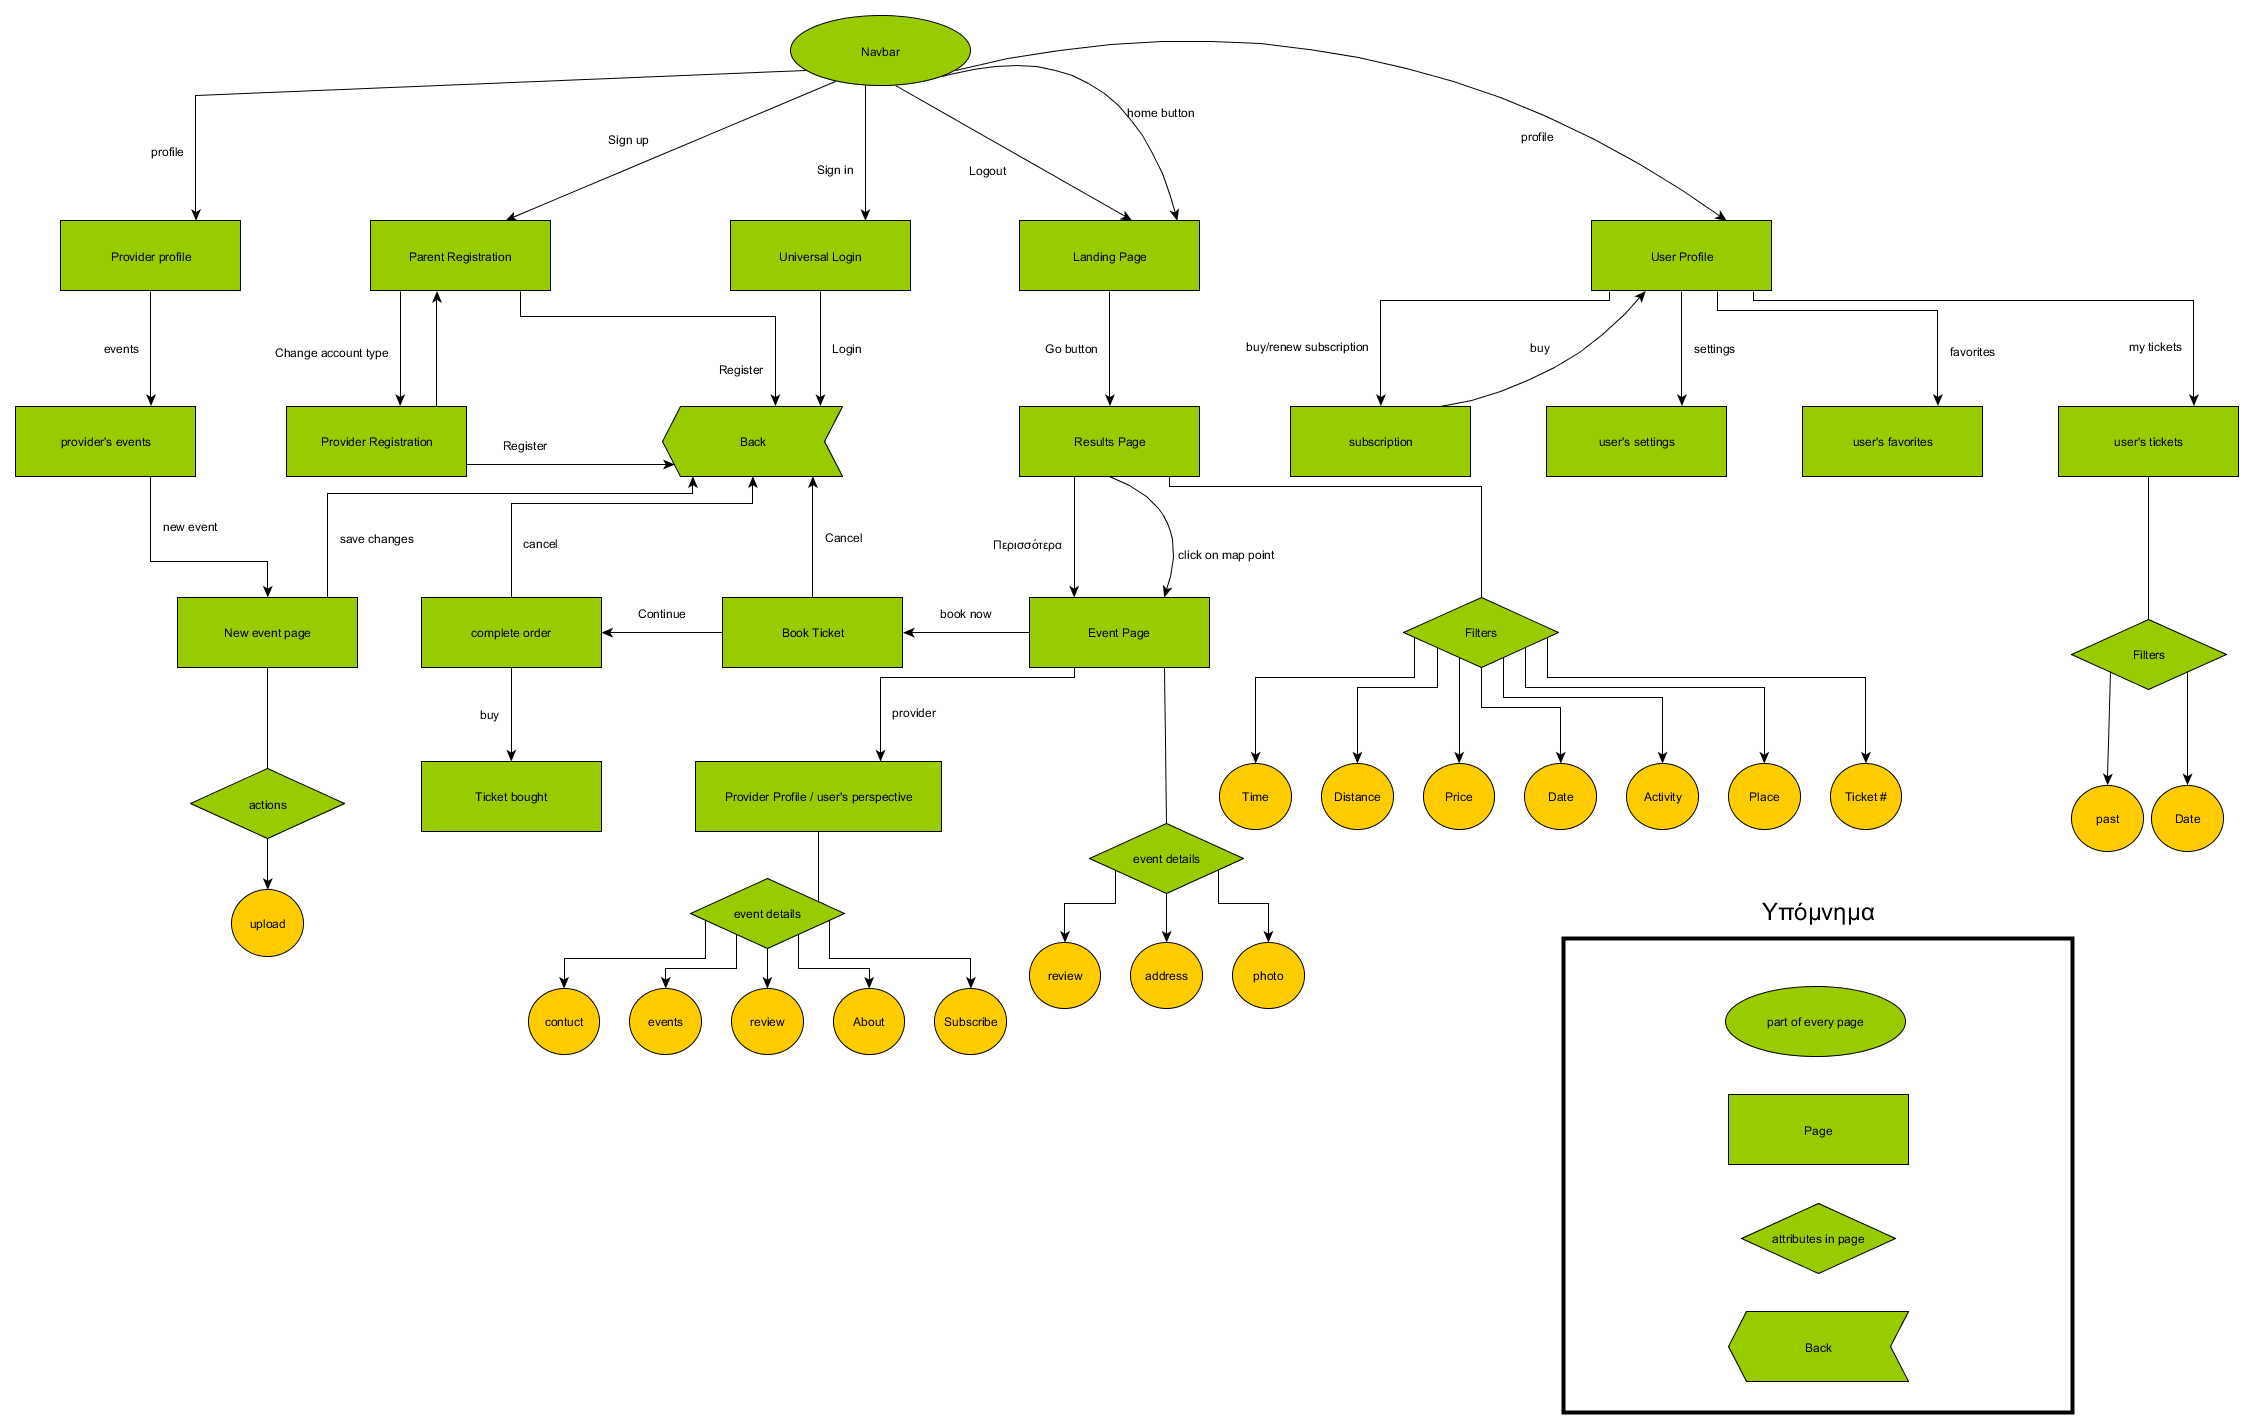 Navbar
home button
profile
Sign up
profile
Sign in
Logout
Provider profile
Parent Registration
Universal Login
Landing Page
User Profile
events
Change account type
Register
Login
Go button
buy/renew subscription
buy
settings
favorites
my tickets
provider's events
Provider Registration
Register
Back
Results Page
subscription
user's settings
user's favorites
user's tickets
new event
save changes
cancel
Cancel
Περισσότερα
click on map point
New event page
complete order
Continue
Book Ticket
book now
Event Page
Filters
Filters
buy
provider
actions
Ticket bought
Provider Profile / user's perspective
Time
Distance
Price
Date
Activity
Place
Ticket #
past
Date
event details
upload
event details
review
address
photo
contuct
events
review
About
Subscribe
Υπόμνημα
part of every page
Page
attributes in page
Back